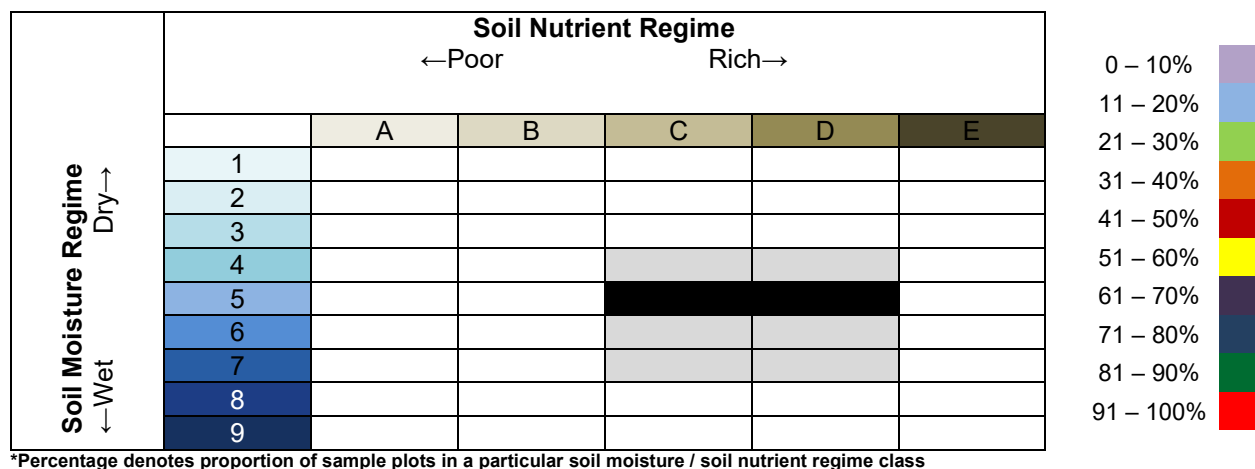 Soil Nutrient Regime
←Poor Rich→
A B C D E
Soil Moisture Regime
←Wet Dry→
1
2
3
4
5
6
7
8
9
0 – 10%
11 – 20%
21 – 30%
31 – 40%
41 – 50%
51 – 60%
61 – 70%
71 – 80%
81 – 90%
91 – 100%
*Percentage denotes proportion of sample plots in a particular soil moisture / soil nutrient regime class